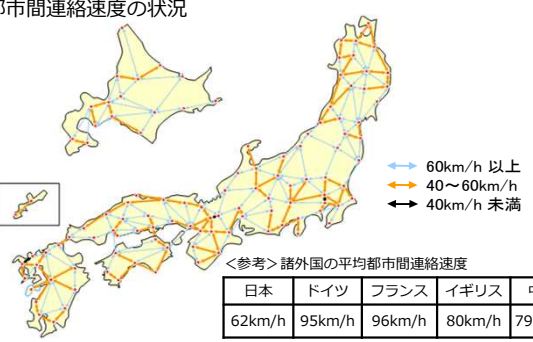 市間連絡速度の状況
60km/h 以上
40～60km/h
40km/h 未満
＜参考＞諸外国の平均都市間連絡速度
日本 ドイツ フランス イギリス
62km/h 95km/h 96km/h 80km/h 79